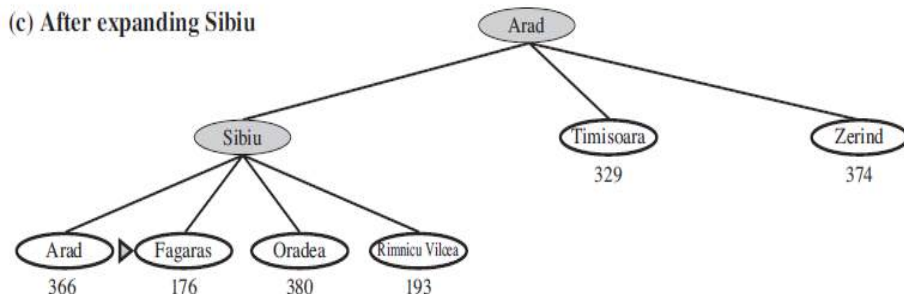 (c) After expanding Sibiu
Arad
Sibiu
Timisoara
Zerind
329
374
Arad
Fagaras
Oradea
Rimnicu Vilcea
366
176
380
193